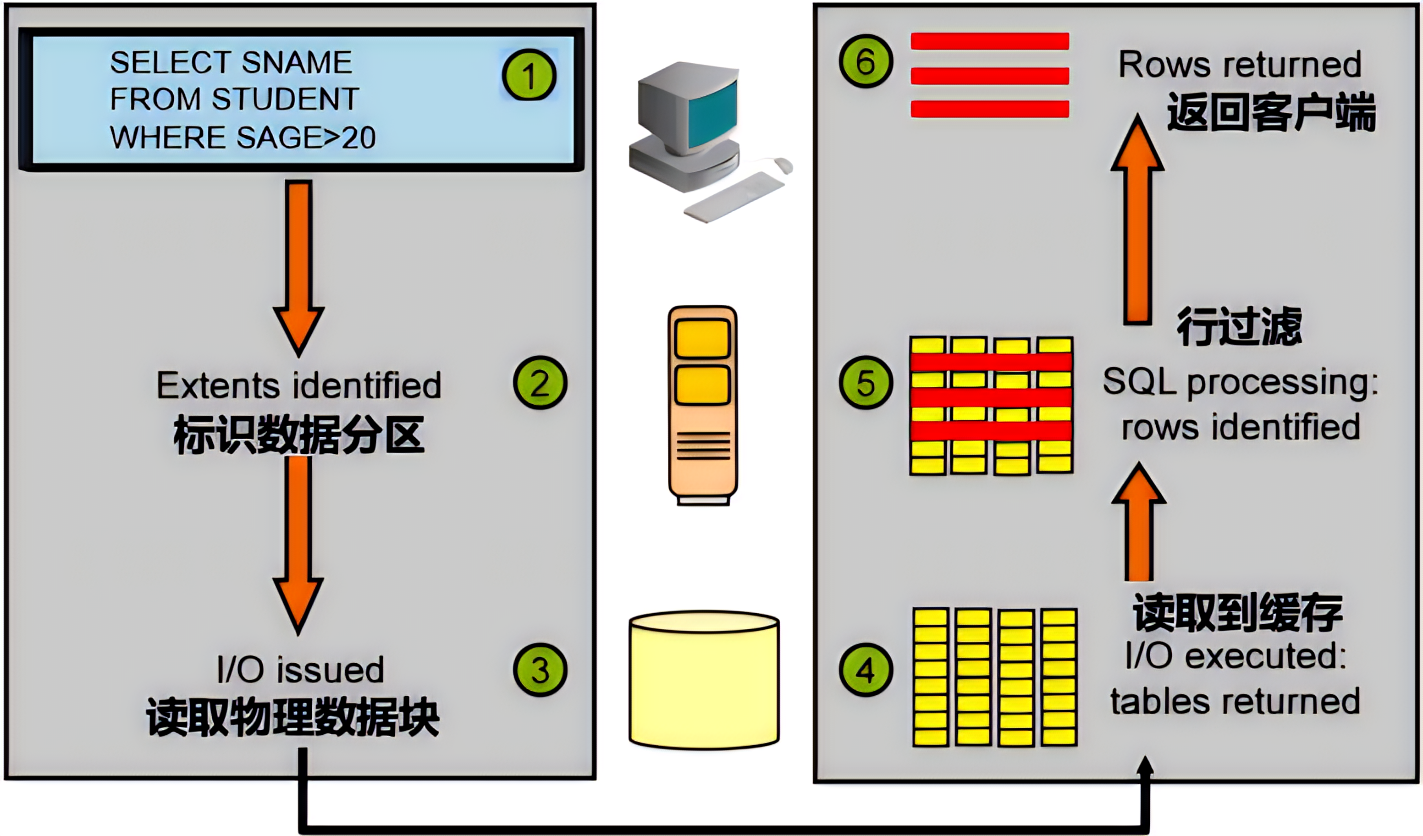 SELECT SNAME
FROM STUDENT
WHERE SAGE>20
1
Extents identified
标识数据分区
2
I/O issued
读取物理数据块
3
读取到缓存
I/O executed:
tables returned
4
行过滤
SQL processing:
rows identified
5
Rows returned
返回客户端
6